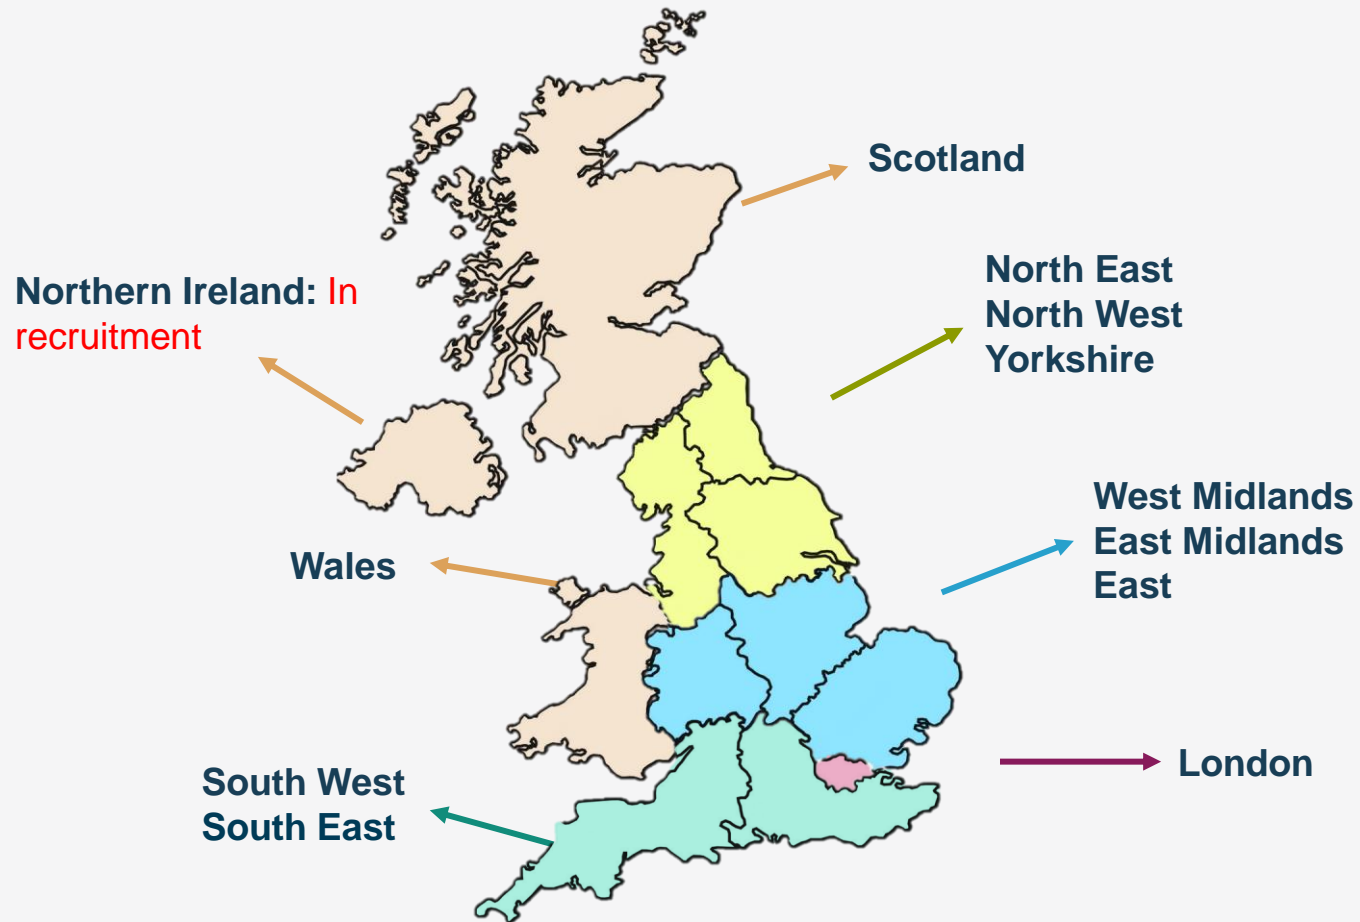 Scotland
Northern Ireland: In
recruitment
North East
North West
Yorkshire
West Midlands
East Midlands
East
Wales
London
South West
South East